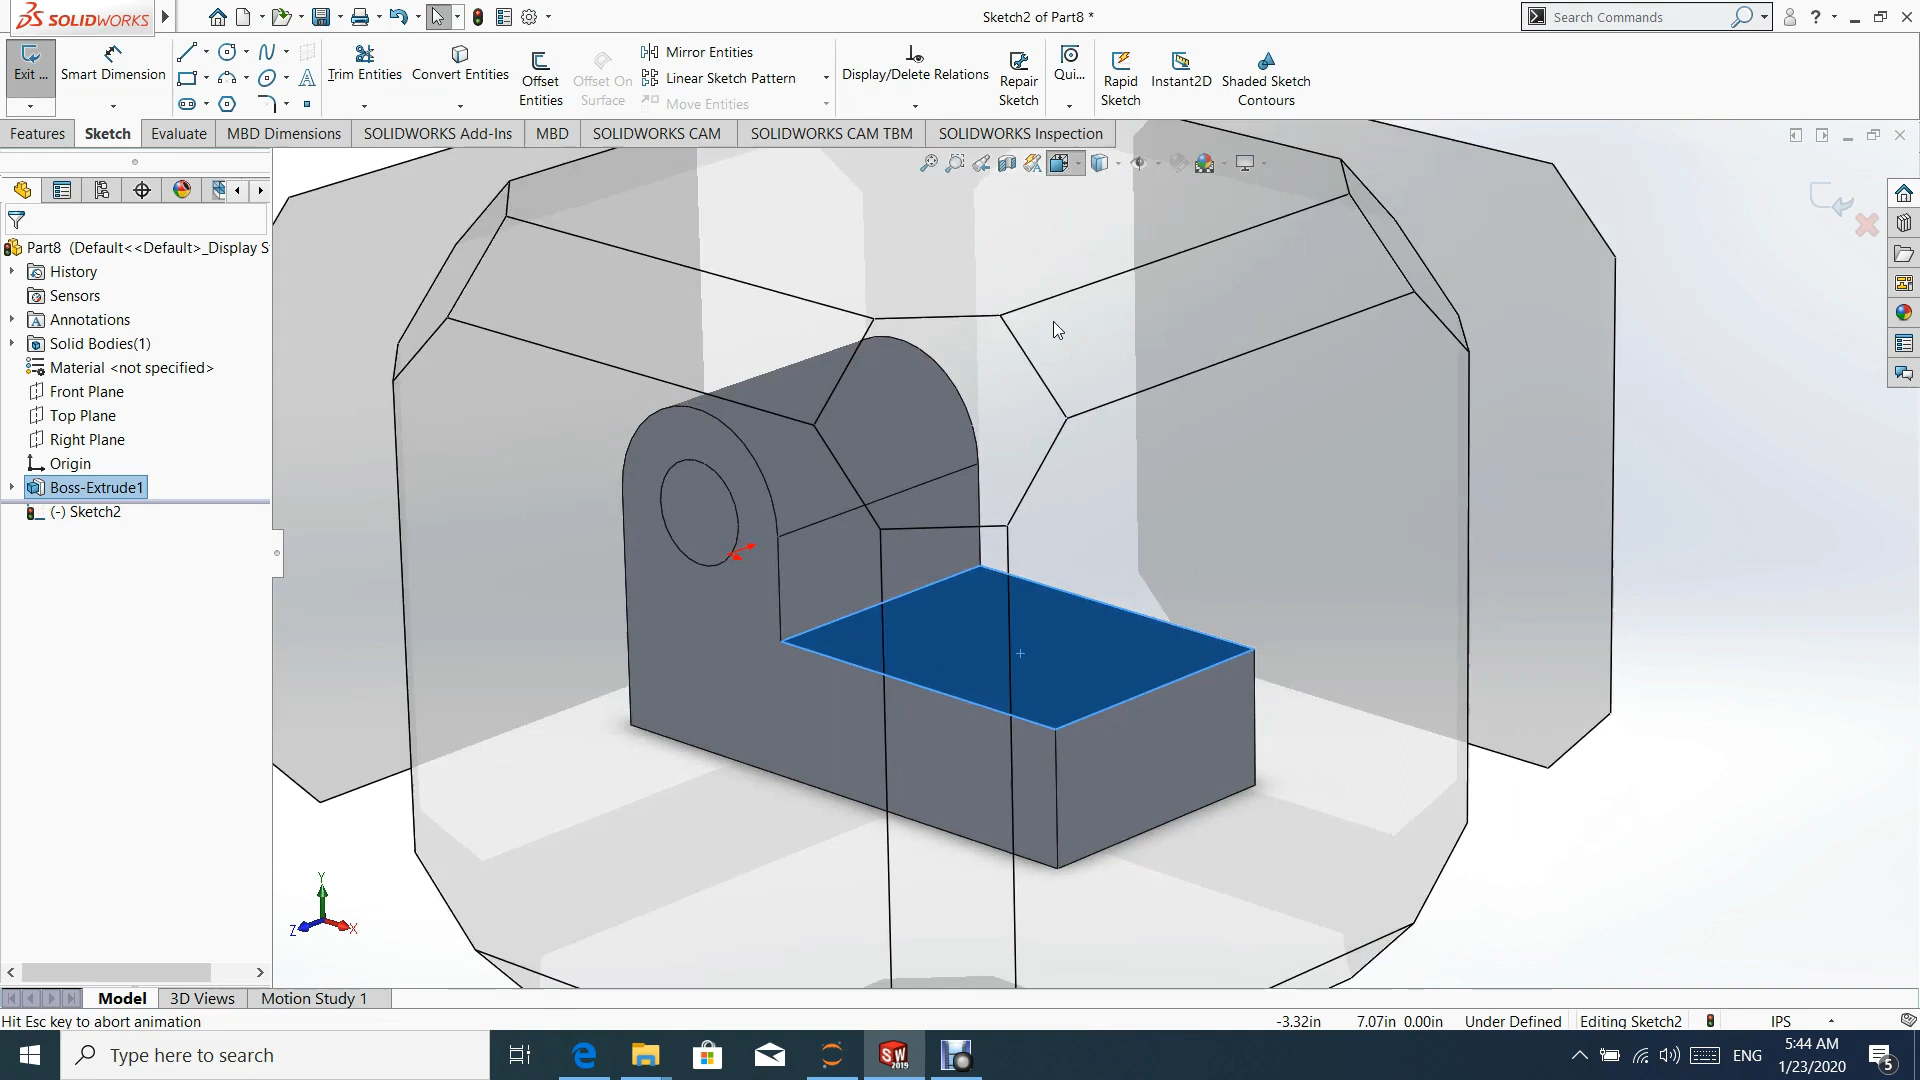 SOLIDWORKS
Sketch2 of Part8 *
Search Commands
Exit ...
Smart Dimension
Trim Entities
Convert Entities
Offset Entities
Offset On Surface
Mirror Entities
Linear Sketch Pattern
Move Entities
Display/Delete Relations
Repair Sketch
Qui...
Rapid Sketch
Instant2D
Shaded Sketch Contours
Features
Sketch
Evaluate
MBD Dimensions
SOLIDWORKS Add-Ins
MBD
SOLIDWORKS CAM
SOLIDWORKS CAM TBM
SOLIDWORKS Inspection
Part8 (Default<<Default>_Display S
History
Sensors
Annotations
Solid Bodies(1)
Material <not specified>
Front Plane
Top Plane
Right Plane
Origin
Boss-Extrude1
(-) Sketch2
Y
Z
X
Model
3D Views
Motion Study 1
Hit Esc key to abort animation
-3.32in
7.07in
0.00in
Under Defined
Editing Sketch2
IPS
Type here to search
SW
2019
ENG
5:44 AM
1/23/2020
5